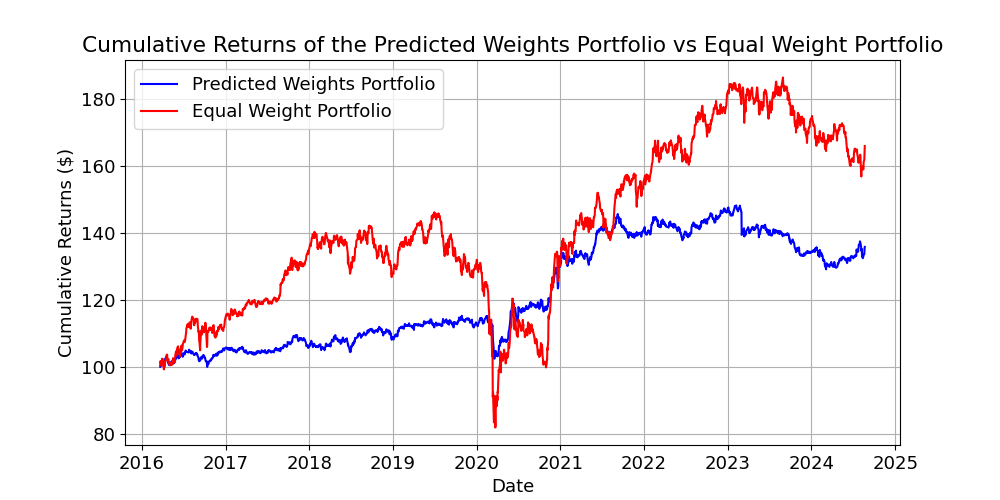 Cumulative Returns of the Predicted Weights Portfolio vs Equal Weight Portfolio
Predicted Weights Portfolio
Equal Weight Portfolio
Cumulative Returns ($)
180
160
140
120
100
80
2016 2017 2018 2019 2020 2021 2022 2023 2024 2025
Date